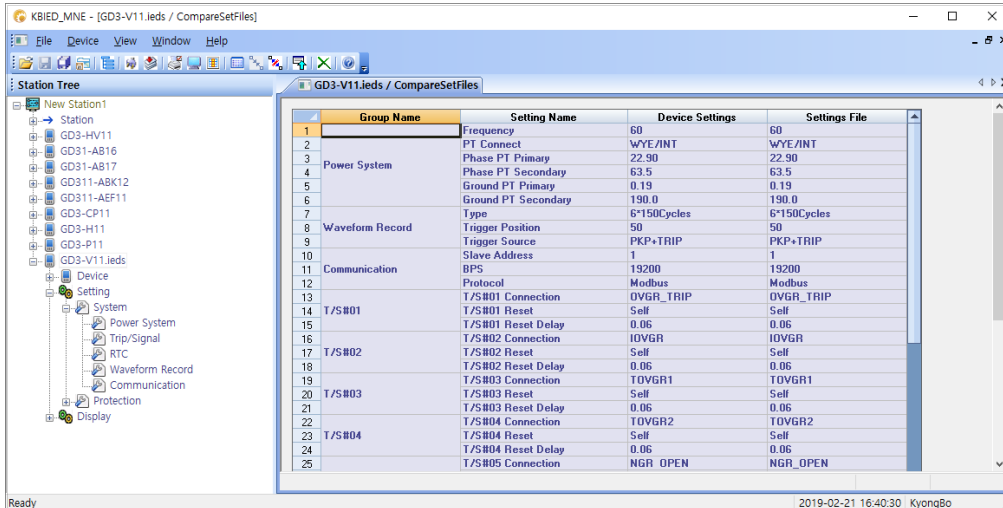 KBIED_MNE - [GD3-V11.ieds / CompareSetFiles]
File Device View Window Help
Station Tree
GD3-V11.ieds / CompareSetFiles
New Station1
Station
GD3-HV11
GD31-AB16
GD31-AB17
GD311-ABK12
GD311-AEF11
GD3-CP11
GD3-H11
GD3-P11
GD3-V11.ieds
Device
Setting
System
Power System
Trip/Signal
RTC
Waveform Record
Communication
Protection
Display
Group Name Setting Name Device Settings Settings File
1 Frequency 60 60
2 PT Connect WYE/INT WYE/INT
3 Power System Phase PT Primary 22.90 22.90
4 Phase PT Secondary 63.5 63.5
5 Ground PT Primary 0.19 0.19
6 Ground PT Secondary 190.0 190.0
7 Type 6*150Cycles 6*150Cycles
8 Waveform Record Trigger Position 50 50
9 Trigger Source PKP+TRIP PKP+TRIP
10 Slave Address 1 1
11 Communication BPS 19200 19200
12 Protocol Modbus Modbus
13 T/S#01 Connection OVGR_TRIP OVGR_TRIP
14 T/S#01 T/S#01 Reset Self Self
15 T/S#01 Reset Delay 0.06 0.06
16 T/S#02 Connection IOVGR IOVGR
17 T/S#02 T/S#02 Reset Self Self
18 T/S#02 Reset Delay 0.06 0.06
19 T/S#03 Connection TOVGR1 TOVGR1
20 T/S#03 T/S#03 Reset Self Self
21 T/S#03 Reset Delay 0.06 0.06
22 T/S#04 Connection TOVGR2 TOVGR2
23 T/S#04 T/S#04 Reset Self Self
24 T/S#04 Reset Delay 0.06 0.06
25 T/S#05 Connection NGR_OPEN NGR_OPEN
Ready 2019-02-21 16:40:30 KyongBo